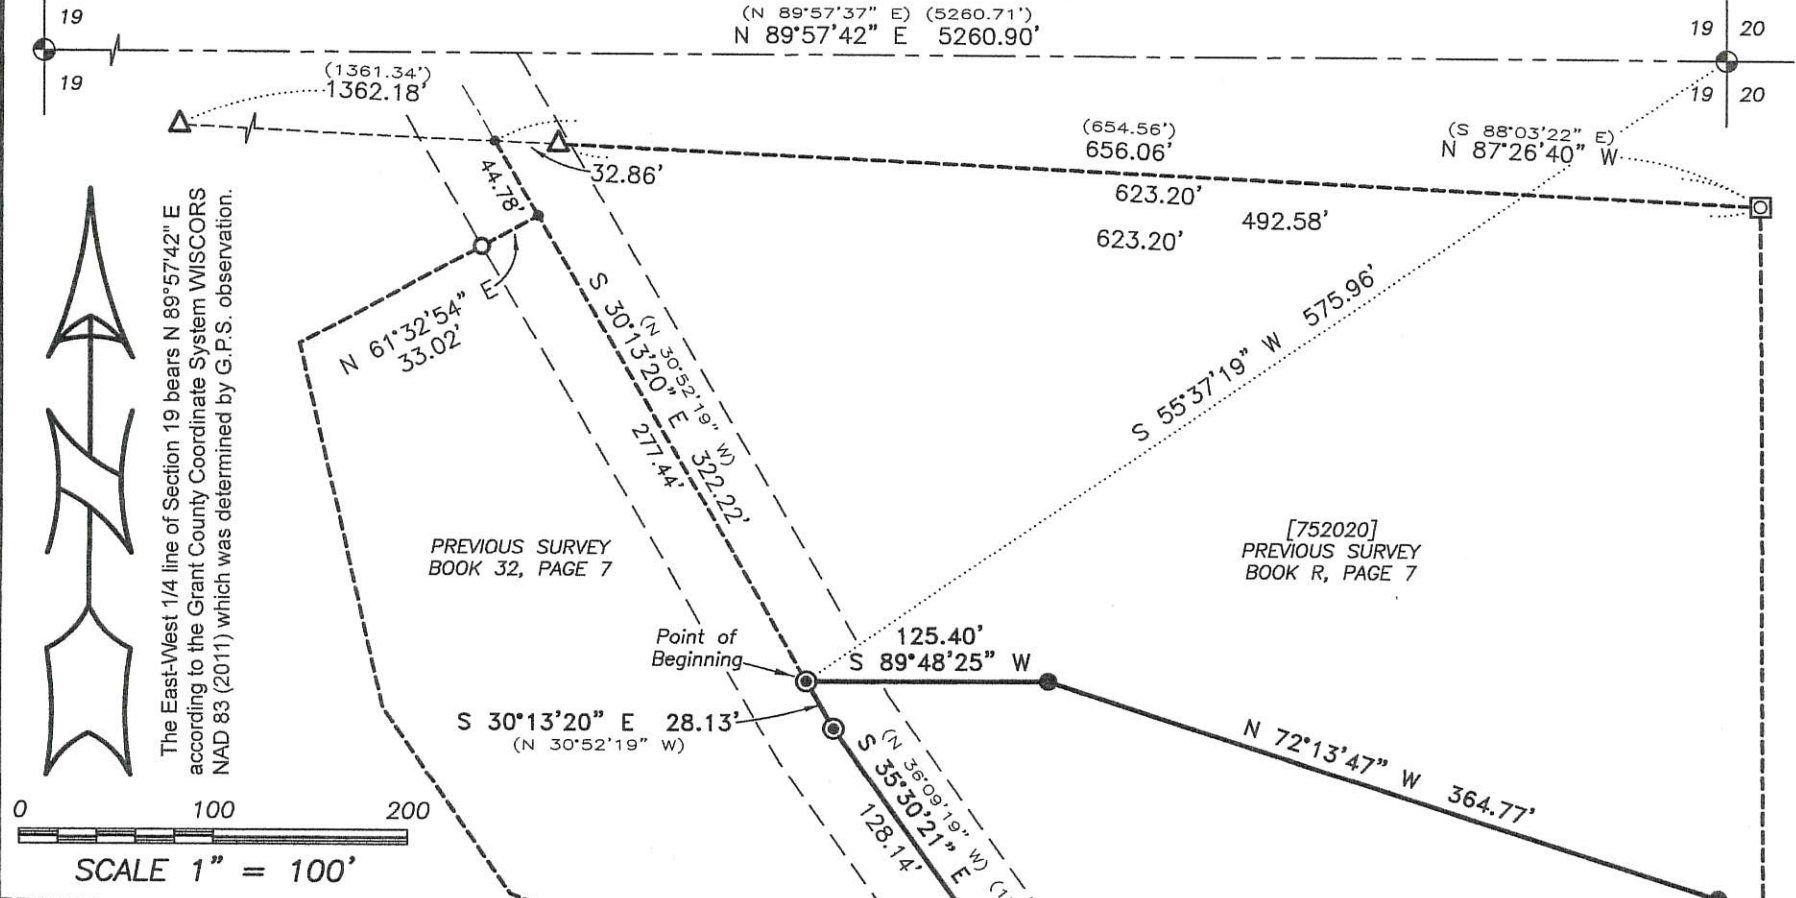 19
(N 89°57'37" E) (5260.71')
N 89°57'42" E 5260.90'
19 20
19
19 20
(1361.34')
1362.18'
(654.56')
656.06'
(S 88°03'22" E)
N 87°26'40" W
32.86'
44.78'
623.20'
492.58'
623.20'
N 61°32'54" E
33.02'
S 30°13'20" E 322.22'
(N 30°52'19" W)
277.44'
S 55°37'19" W 575.96'
The East-West 1/4 line of Section 19 bears N 89°57'42" E
according to the Grant County Coordinate System WISCORS
NAD 83 (2011) which was determined by G.P.S. observation.
PREVIOUS SURVEY
BOOK 32, PAGE 7
[752020]
PREVIOUS SURVEY
BOOK R, PAGE 7
Point of
Beginning
125.40'
S 89°48'25" W
S 30°13'20" E 28.13'
(N 30°52'19" W)
N 72°13'47" W 364.77'
(N 36°09'19" W)
S 35°30'21" E
128.14'
0 100 200
SCALE 1" = 100'